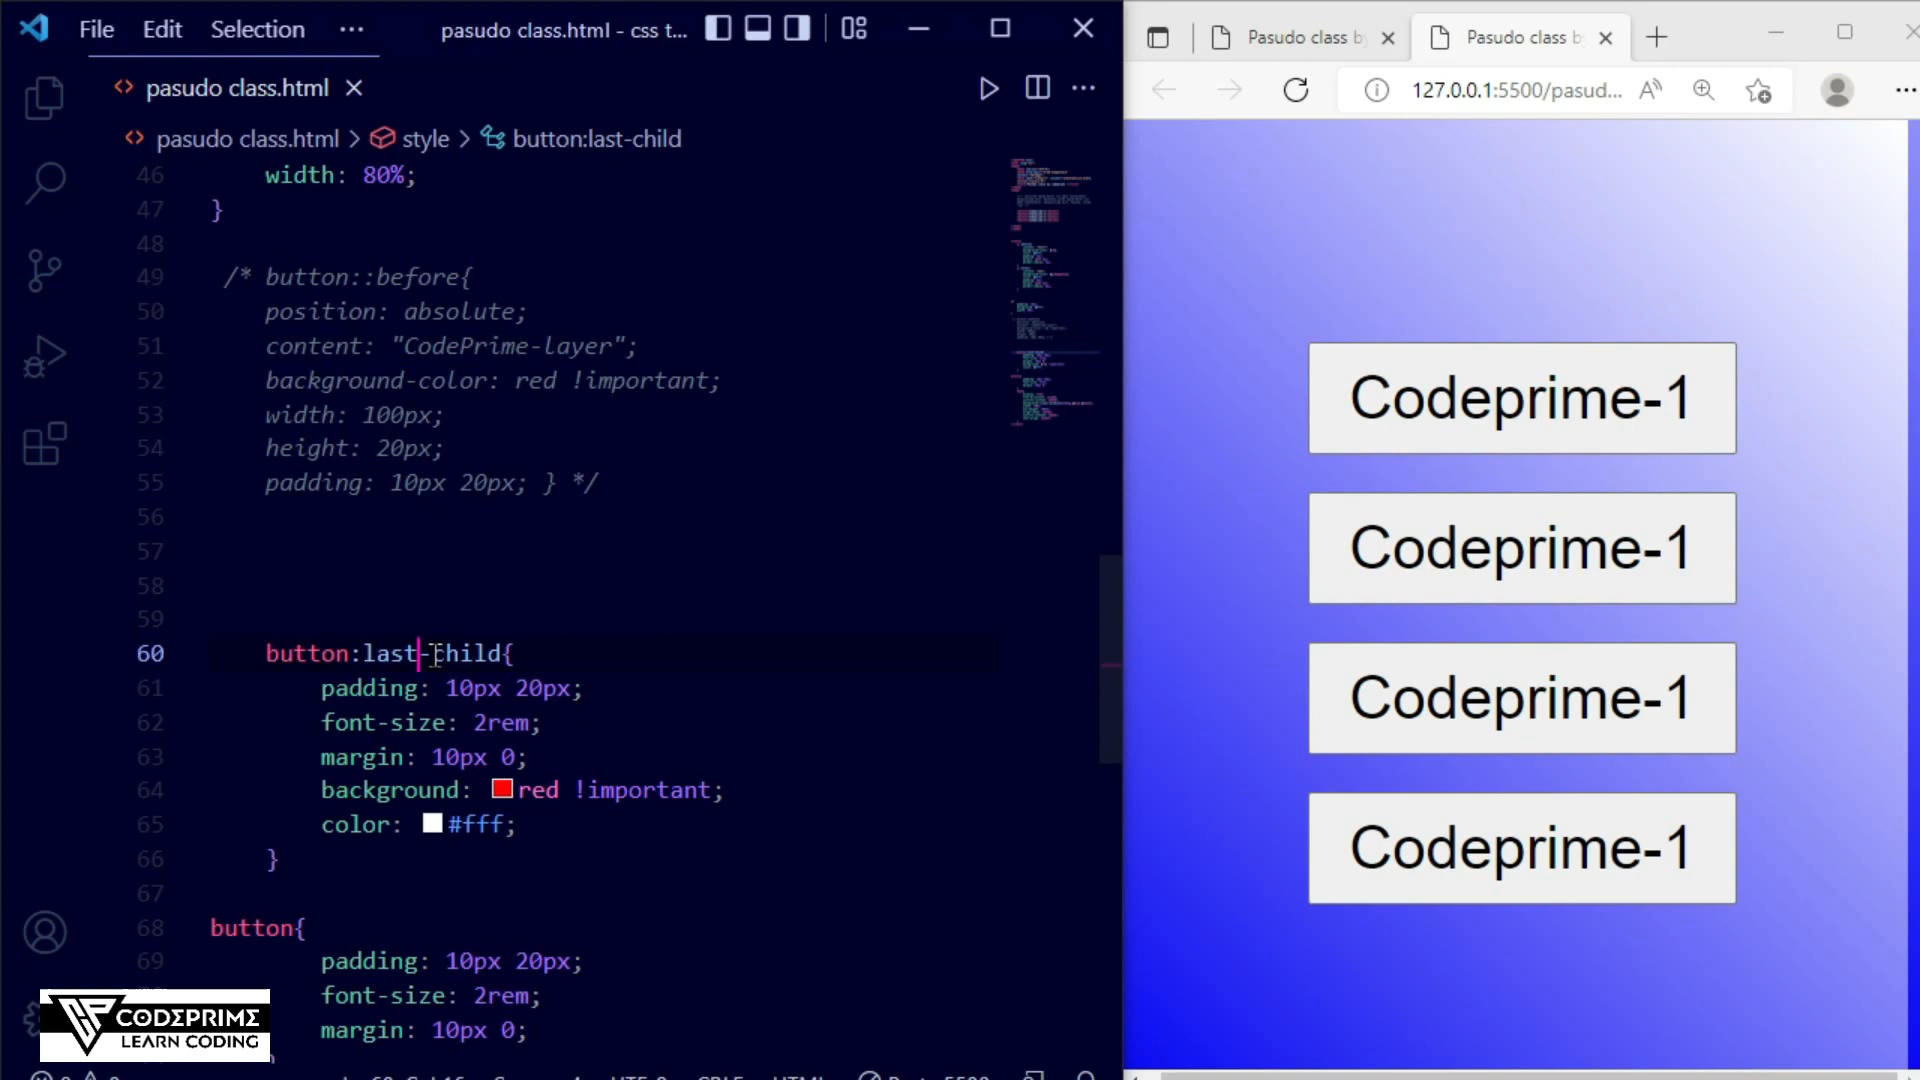 File Edit Selection ··· pasudo class.html - css t...
pasudo class.html
pasudo class.html > style > button:last-child
46 width: 80%;
47 }
48
49 /* button::before{
50 position: absolute;
51 content: "CodePrime-layer";
52 background-color: red !important;
53 width: 100px;
54 height: 20px;
55 padding: 10px 20px; } */
56
57
58
59
60 button:last-child{
61 padding: 10px 20px;
62 font-size: 2rem;
63 margin: 10px 0;
64 background: red !important;
65 color: #fff;
66 }
67
68 button{
69 padding: 10px 20px;
font-size: 2rem;
margin: 10px 0;
CODEPRIME
LEARN CODING
Pasudo class by
Pasudo class by
127.0.0.1:5500/pasud...
Codeprime-1
Codeprime-1
Codeprime-1
Codeprime-1